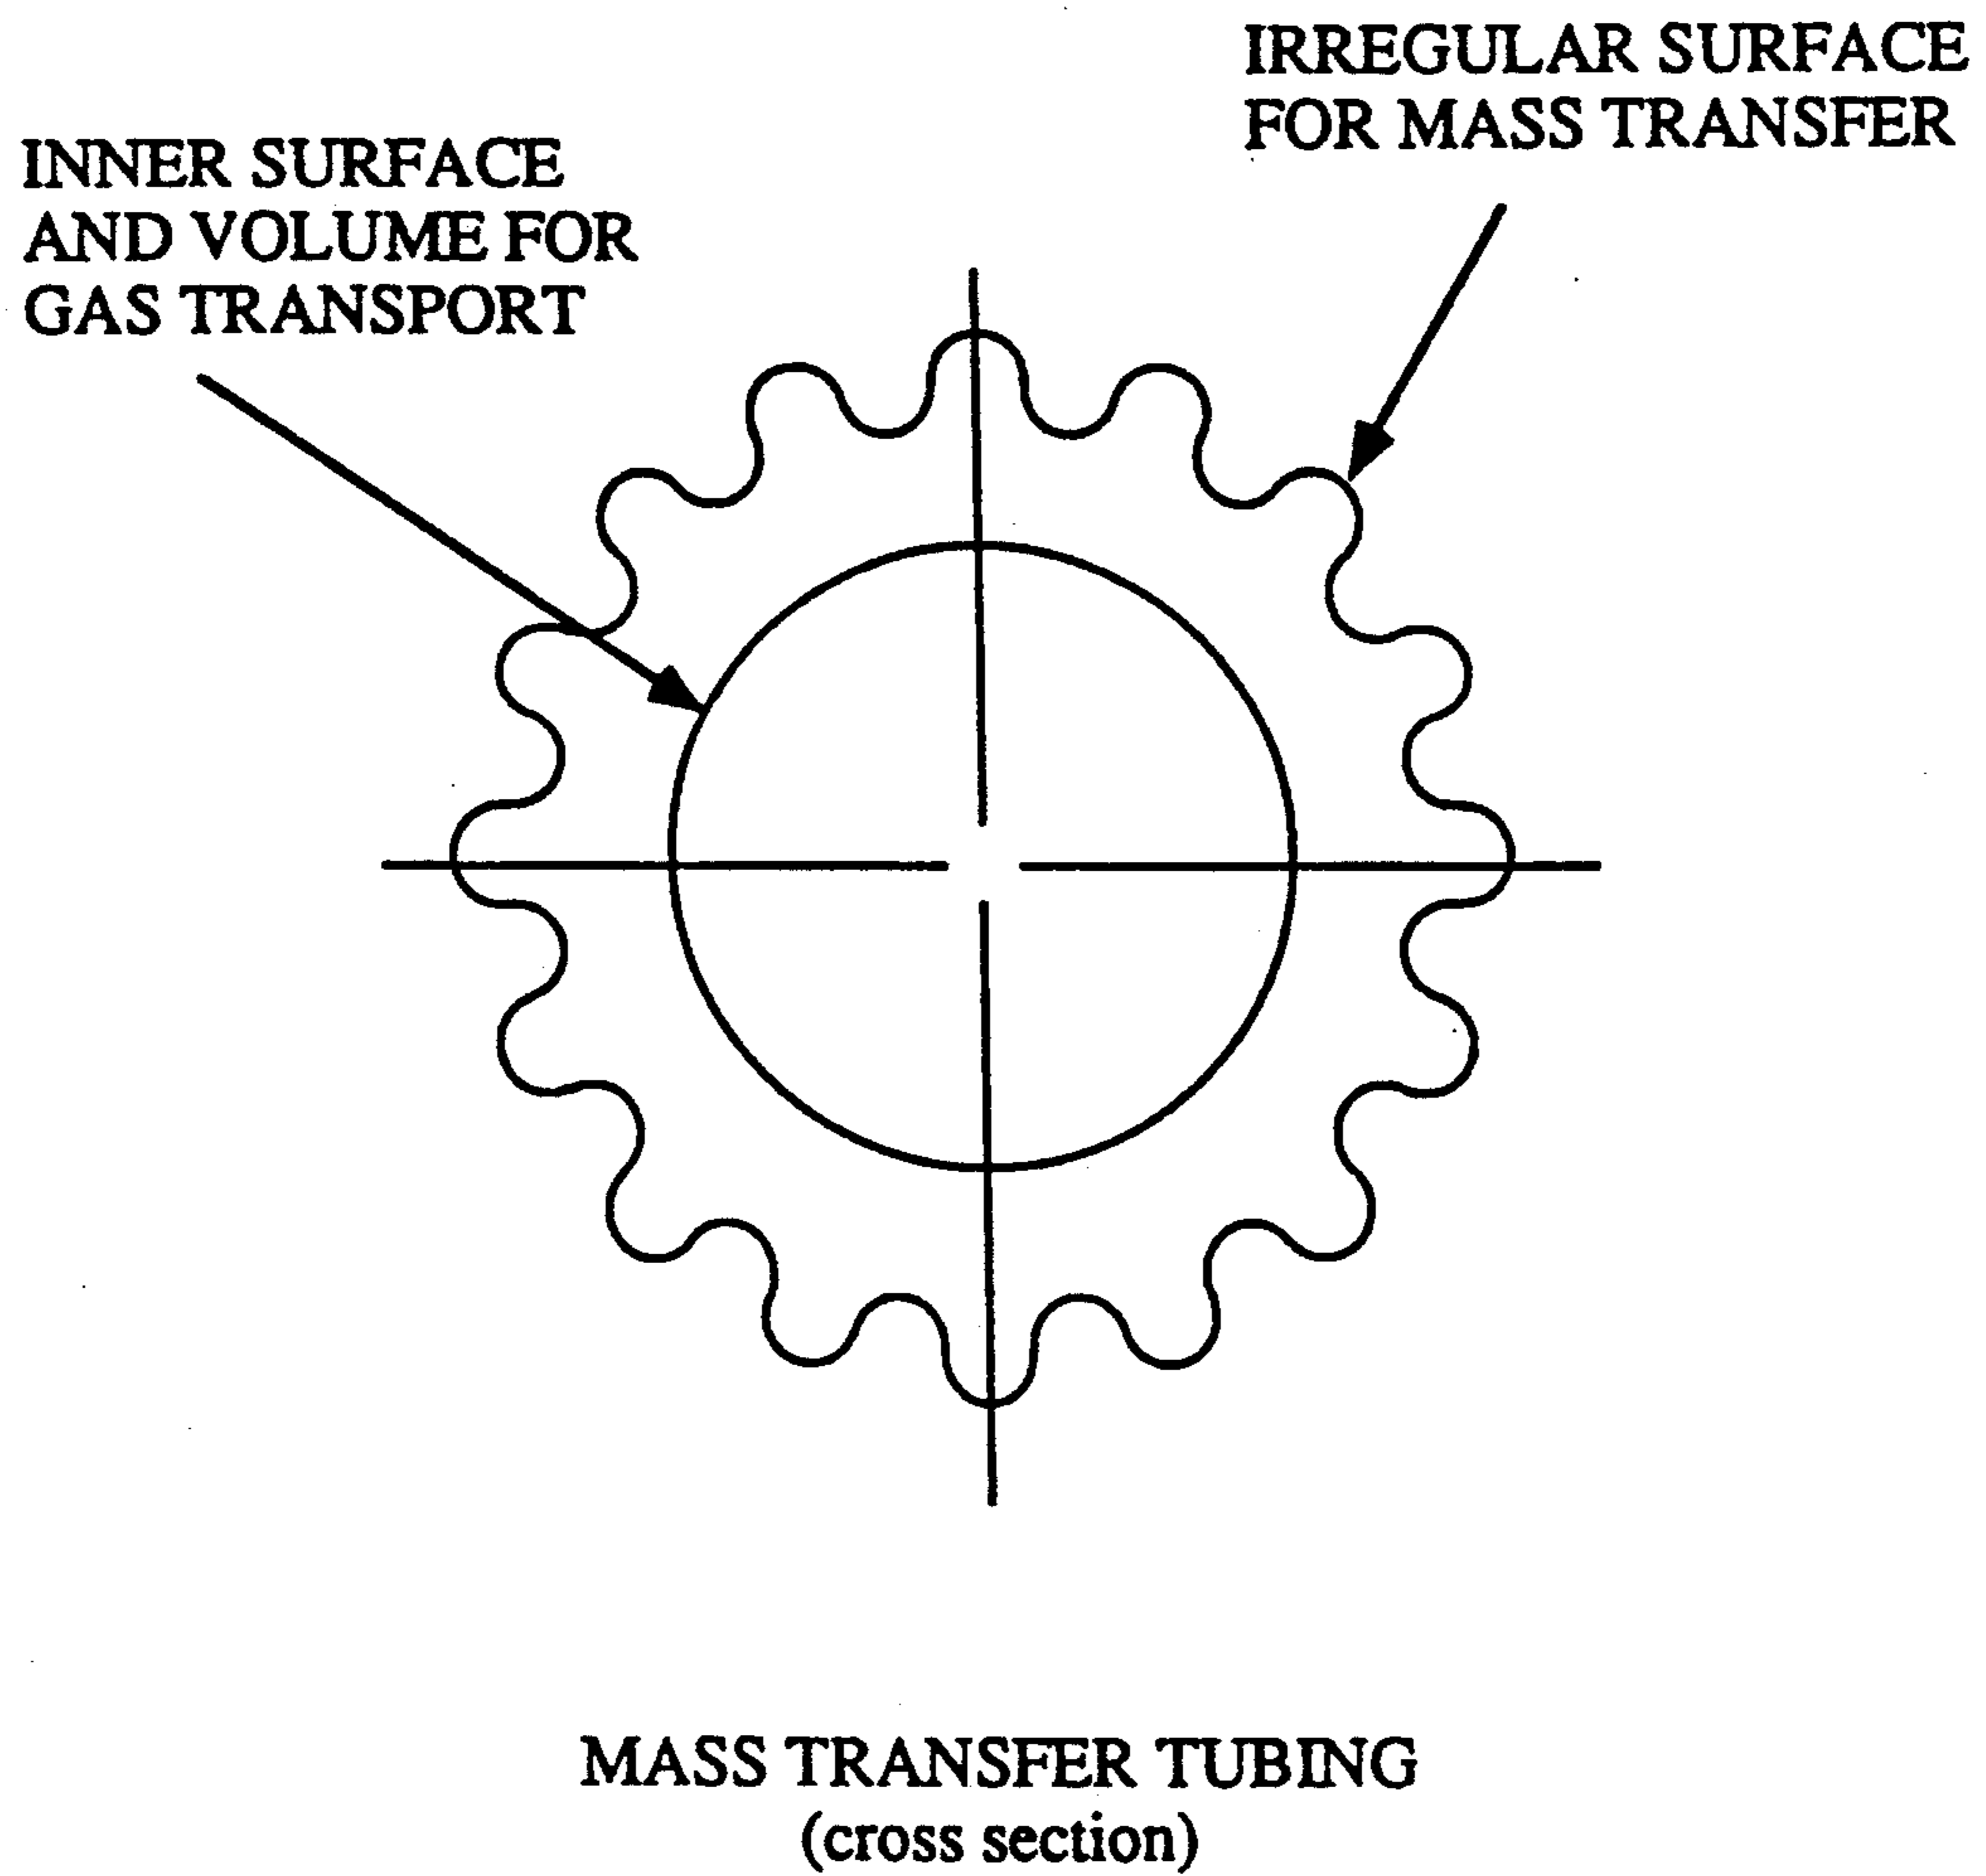 IRREGULAR SURFACE
FOR MASS TRANSFER
INNER SURFACE
AND VOLUME FOR
GAS TRANSPORT
MASS TRANSFER TUBING
(cross section)